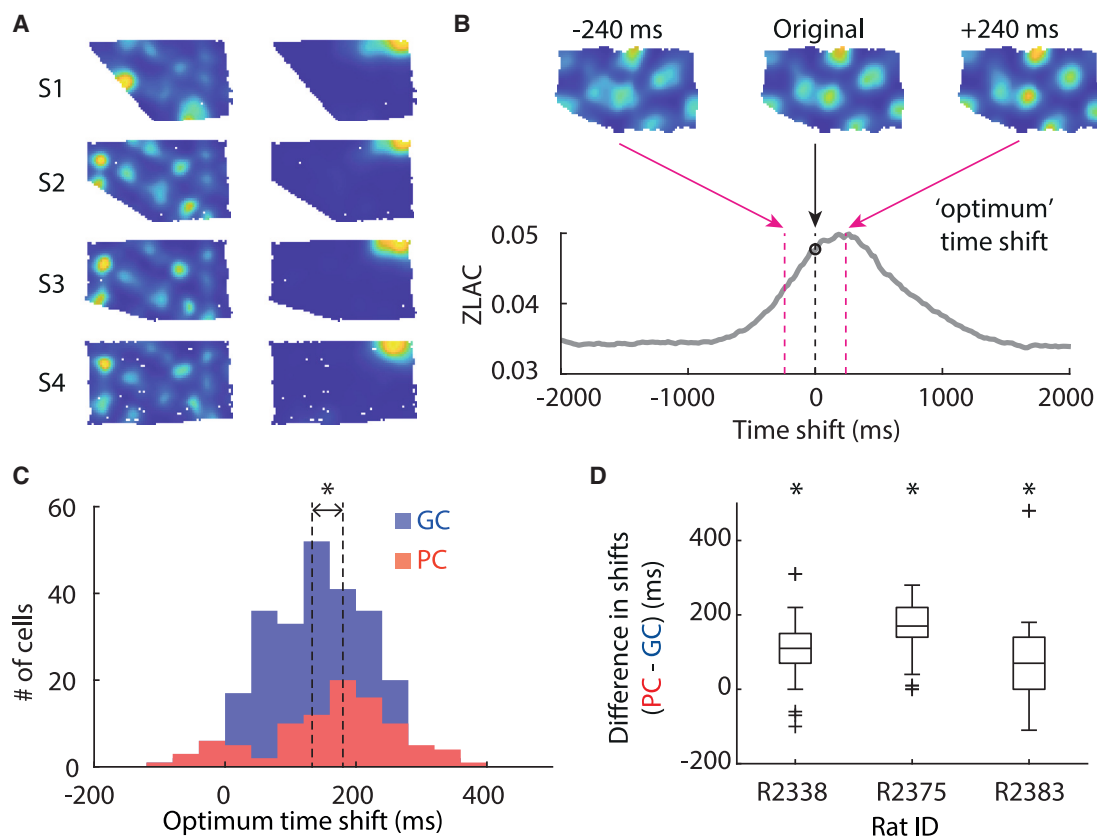 A
S1
S2
S3
S4
B
-240 ms
Original
+240 ms
'optimum'
time shift
ZLAC
0.05
0.04
0.03
-2000
-1000
0
1000
2000
Time shift (ms)
C
*
GC
PC
# of cells
60
40
20
0
-200
0
200
400
Optimum time shift (ms)
D
* * *
Difference in shifts
(PC - GC) (ms)
400
200
0
-200
R2338
R2375
R2383
Rat ID